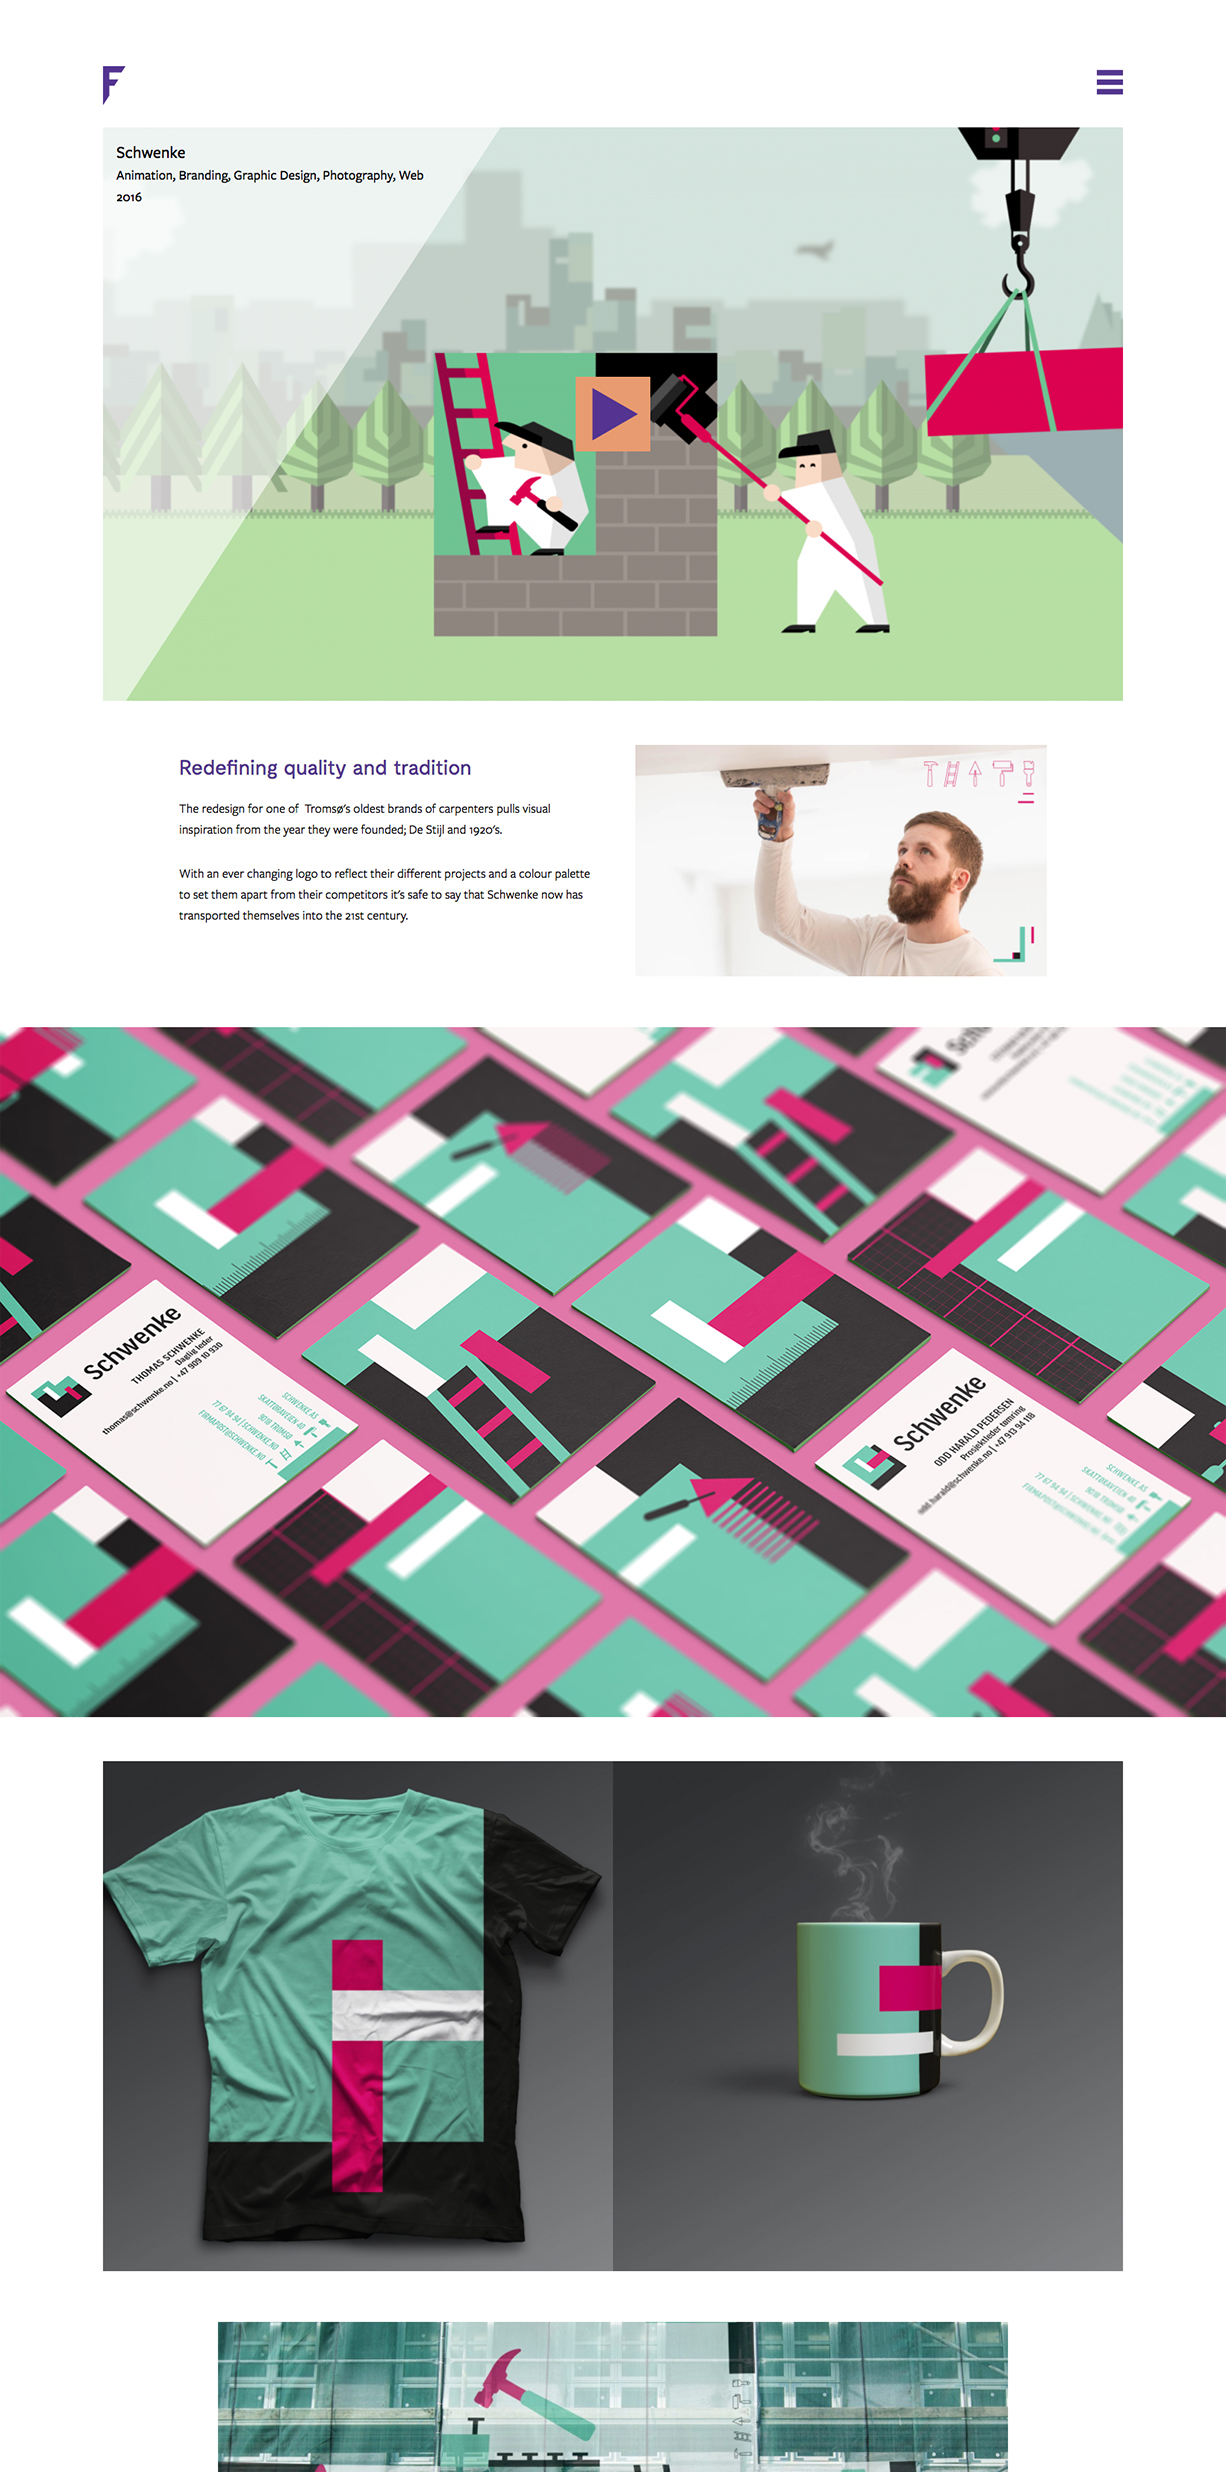 Schwenke
Animation, Branding, Graphic Design, Photography, Web
2016
Redefining quality and tradition
The redesign for one of Tromsø's oldest brands of carpenters pulls visual
inspiration from the year they were founded; De Stijl and 1920's.
With an ever changing logo to reflect their different projects and a colour palette
to set them apart from their competitors it's safe to say that Schwenke now has
transported themselves into the 21st century.
Schwenke
THOMAS SCHWENKE
Daglig leder
thomas@schwenke.no | +47 909 10 930
SCHWENKE AS
SKATTØRAVEIEN 40
9018 TROMSØ
77 67 94 94 | SCHWENKE.NO
FIRMAPOST@SCHWENKE.NO
Schwenke
ODD HARALD PEDERSEN
Prosjektleder tømring
odd.harald@schwenke.no | +47 913 94 118
SCHWENKE AS
SKATTØRAVEIEN 40
9018 TROMSØ
77 67 94 94 | SCHWENKE.NO
FIRMAPOST@SCHWENKE.NO